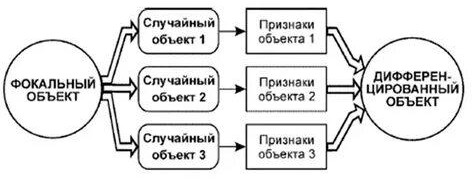 ФОКАЛЬНЫЙ
ОБЪЕКТ
Случайный
объект 1
Признаки
объекта 1
Случайный
объект 2
Признаки
объекта 2
Случайный
объект 3
Признаки
объекта 3
ДИФФЕРЕН-
ЦИРОВАННЫЙ
ОБЪЕКТ